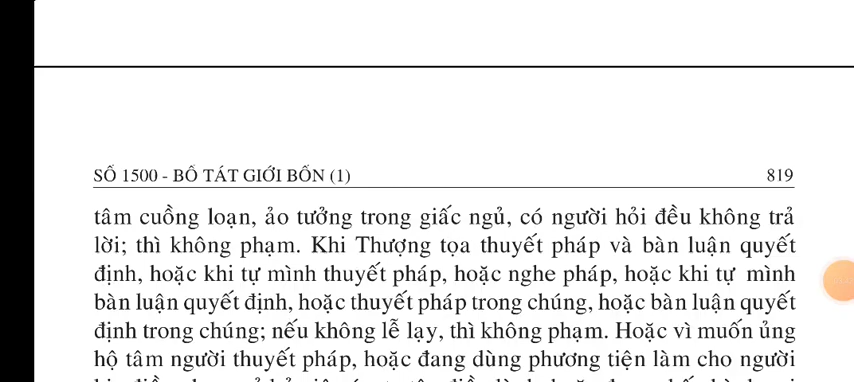 SỐ 1500 - BỒ TÁT GIỚI BỔN (1) 819
tâm cuồng loạn, ảo tưởng trong giấc ngủ, có người hỏi đều không trả
lời; thì không phạm. Khi Thượng tọa thuyết pháp và bàn luận quyết
định, hoặc khi tự mình thuyết pháp, hoặc nghe pháp, hoặc khi tự mình
bàn luận quyết định, hoặc thuyết pháp trong chúng, hoặc bàn luận quyết
định trong chúng; nếu không lễ lạy, thì không phạm. Hoặc vì muốn ủng
hộ tâm người thuyết pháp, hoặc đang dùng phương tiện làm cho người